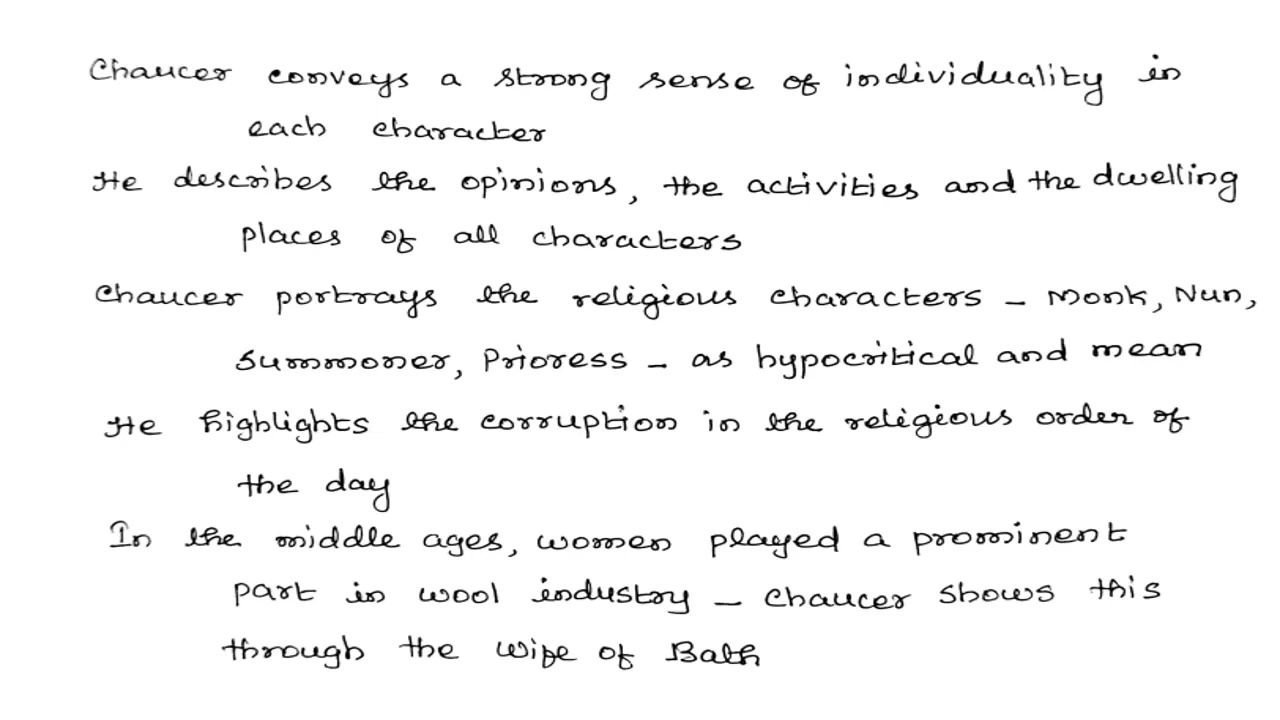 Chaucer conveys a strong sense of individuality in
each character
He describes the opinions, the activities and the dwelling
places of all characters
Chaucer portrays the religious characters - Monk, Nun,
Summoner, Prioress - as hypocritical and mean
He highlights the corruption in the religious order of
the day
In the middle ages, women played a prominent
part in wool industry - Chaucer shows this
through the Wife of Bath